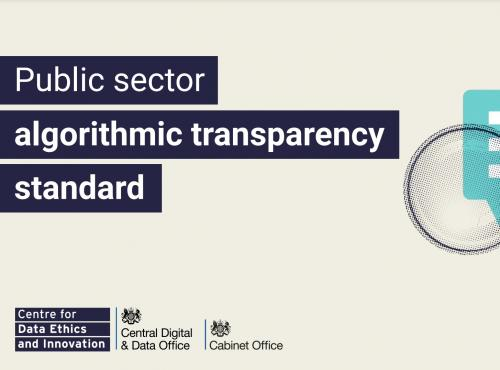 Public sector
algorithmic transparency
standard
Centre for
Data Ethics
and Innovation
Central Digital
& Data Office
Cabinet Office